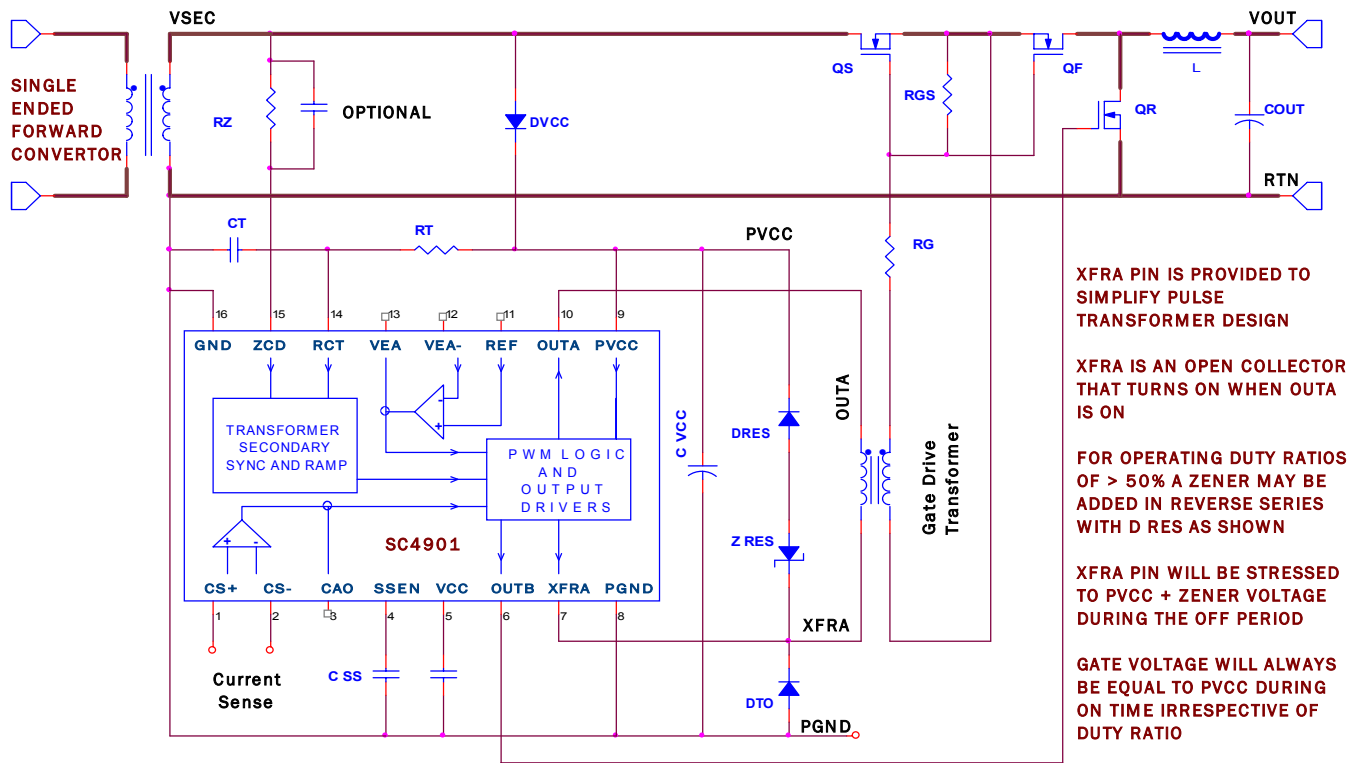 VSEC
VOUT
SINGLE
ENDED
FORWARD
CONVERTOR
RZ
OPTIONAL
DVCC
QS
RGS
QF
L
QR
COUT
RTN
CT
RT
PVCC
RG
16
15
14
13
12
11
10
9
GND
ZCD
RCT
VEA
VEA-
REF
OUTA
PVCC
TRANSFORMER
SECONDARY
SYNC AND RAMP
-
+
PWM LOGIC
AND
OUTPUT
DRIVERS
+
-
SC4901
CS+
CS-
CAO
SSEN
VCC
OUTB
XFRA
PGND
1
2
3
4
5
6
7
8
Current
Sense
C SS
C VCC
DRES
Z RES
XFRA
DTO
PGND
OUTA
Gate Drive
Transformer
XFRA PIN IS PROVIDED TO
SIMPLIFY PULSE
TRANSFORMER DESIGN
XFRA IS AN OPEN COLLECTOR
THAT TURNS ON WHEN OUTA
IS ON
FOR OPERATING DUTY RATIOS
OF > 50% A ZENER MAY BE
ADDED IN REVERSE SERIES
WITH D RES AS SHOWN
XFRA PIN WILL BE STRESSED
TO PVCC + ZENER VOLTAGE
DURING THE OFF PERIOD
GATE VOLTAGE WILL ALWAYS
BE EQUAL TO PVCC DURING
ON TIME IRRESPECTIVE OF
DUTY RATIO